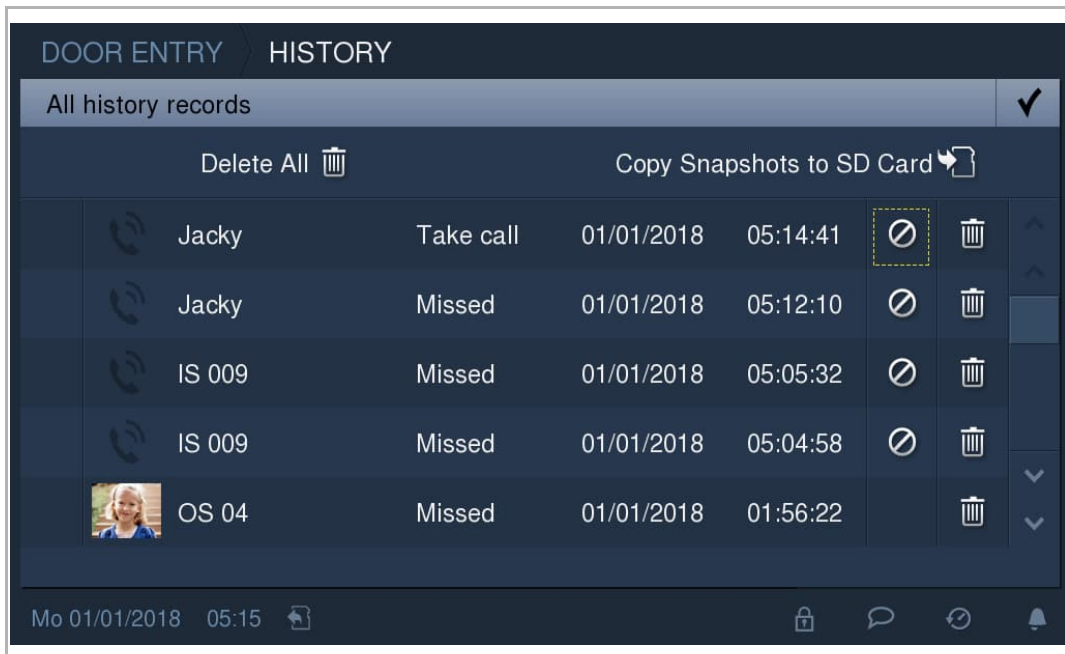 DOOR ENTRY HISTORY
All history records
Delete All Copy Snapshots to SD Card
Jacky Take call 01/01/2018 05:14:41
Jacky Missed 01/01/2018 05:12:10
IS 009 Missed 01/01/2018 05:05:32
IS 009 Missed 01/01/2018 05:04:58
OS 04 Missed 01/01/2018 01:56:22
Mo 01/01/2018 05:15